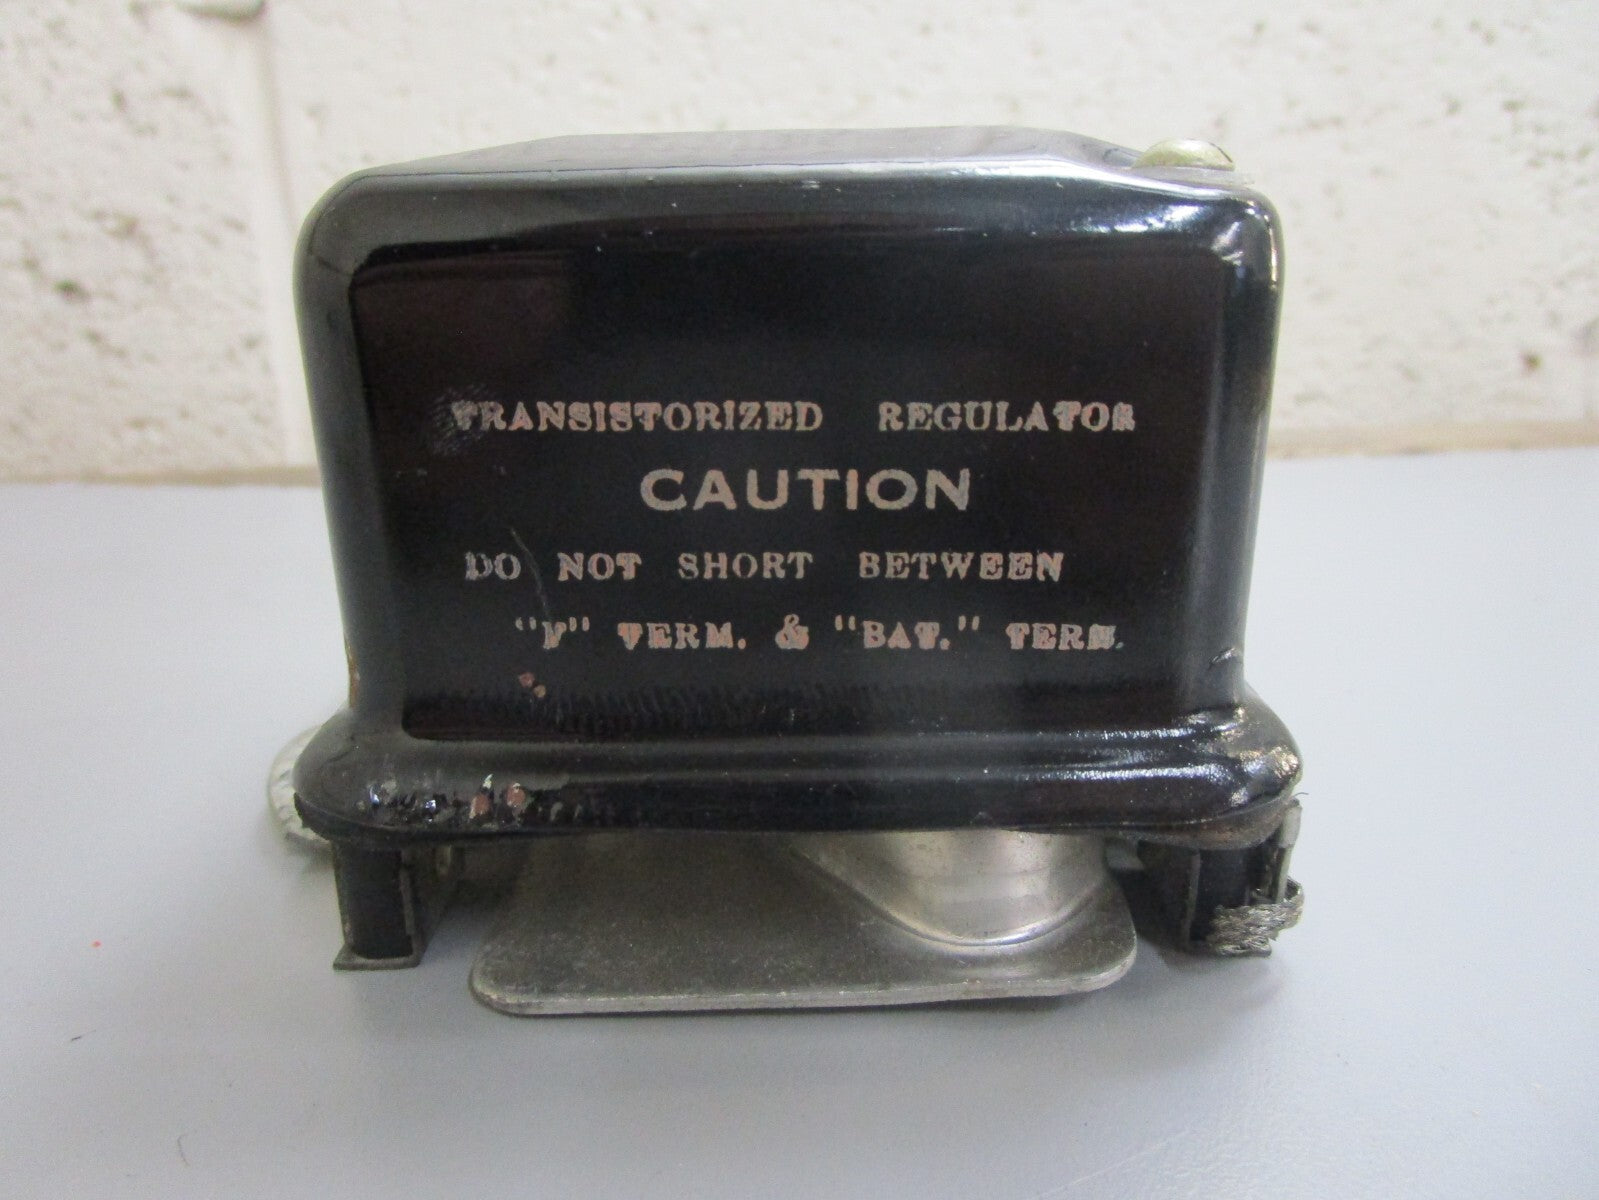 TRANSISTORIZED REGULATOR
CAUTION
DO NOT SHORT BETWEEN
"F" TERM. & "BAT." TERM.